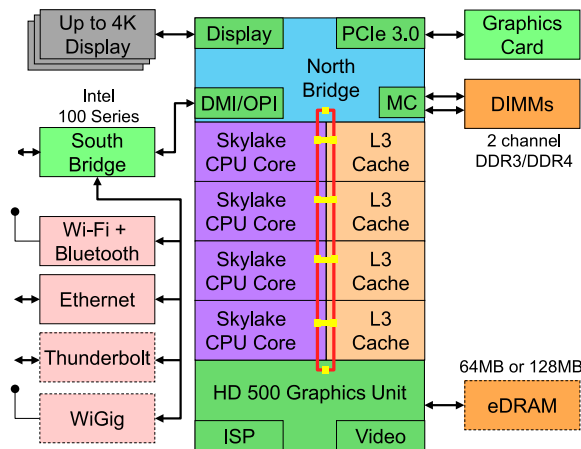 Up to 4K
Display
Display
PCIe 3.0
Graphics
Card
North
Bridge
Intel
100 Series
DMI/OPI
MC
DIMMs
2 channel
DDR3/DDR4
South
Bridge
Skylake
CPU Core
L3
Cache
Skylake
CPU Core
L3
Cache
Wi-Fi +
Bluetooth
Skylake
CPU Core
L3
Cache
Ethernet
Skylake
CPU Core
L3
Cache
Thunderbolt
64MB or 128MB
HD 500 Graphics Unit
eDRAM
WiGig
ISP
Video